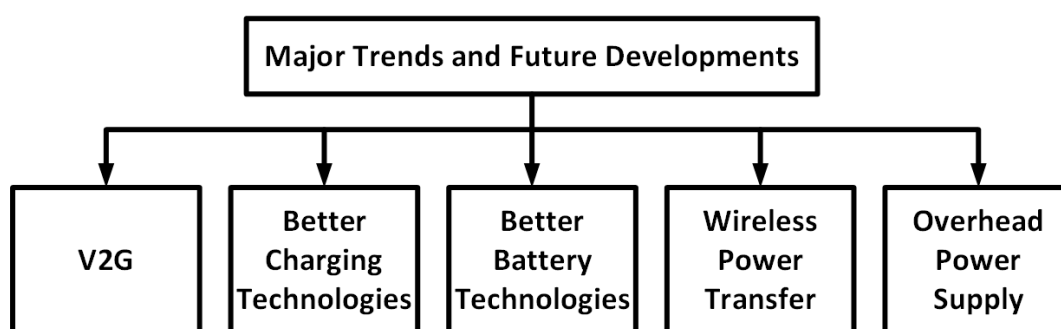 Major Trends and Future Developments
V2G
Better
Charging
Technologies
Better
Battery
Technologies
Wireless
Power
Transfer
Overhead
Power
Supply